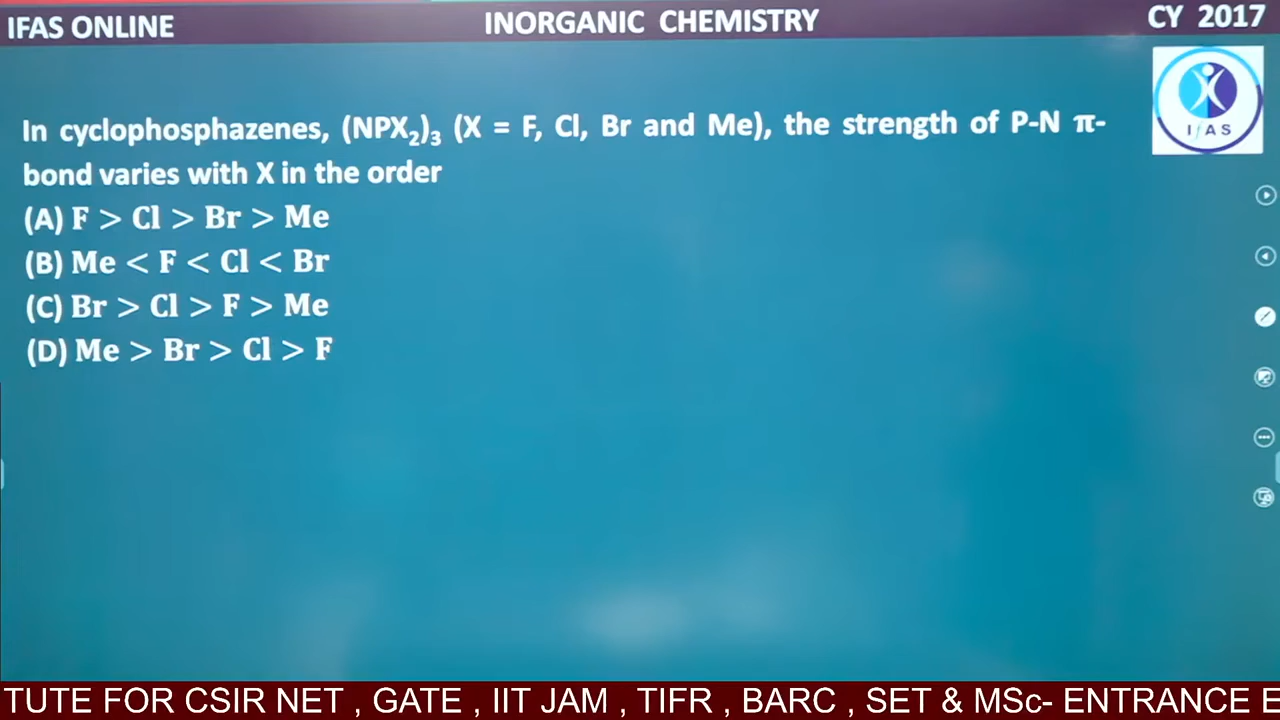 IFAS ONLINE
INORGANIC CHEMISTRY
CY 2017
IFAS
In cyclophosphazenes, (NPX₂)₃ (X = F, Cl, Br and Me), the strength of P-N π-
bond varies with X in the order
(A) F > Cl > Br > Me
(B) Me < F < Cl < Br
(C) Br > Cl > F > Me
(D) Me > Br > Cl > F
TUTE FOR CSIR NET , GATE , IIT JAM , TIFR , BARC , SET & MSc- ENTRANCE E